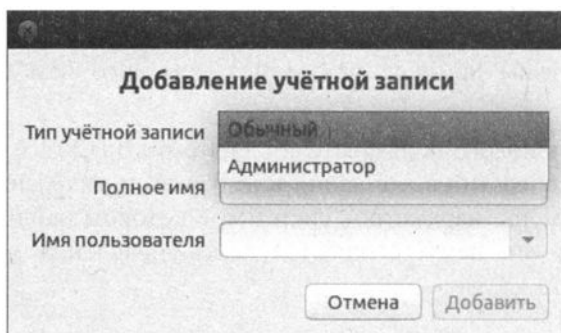 Добавление учётной записи
Тип учётной записи Обычный
Администратор
Полное имя
Имя пользователя
Отмена Добавить